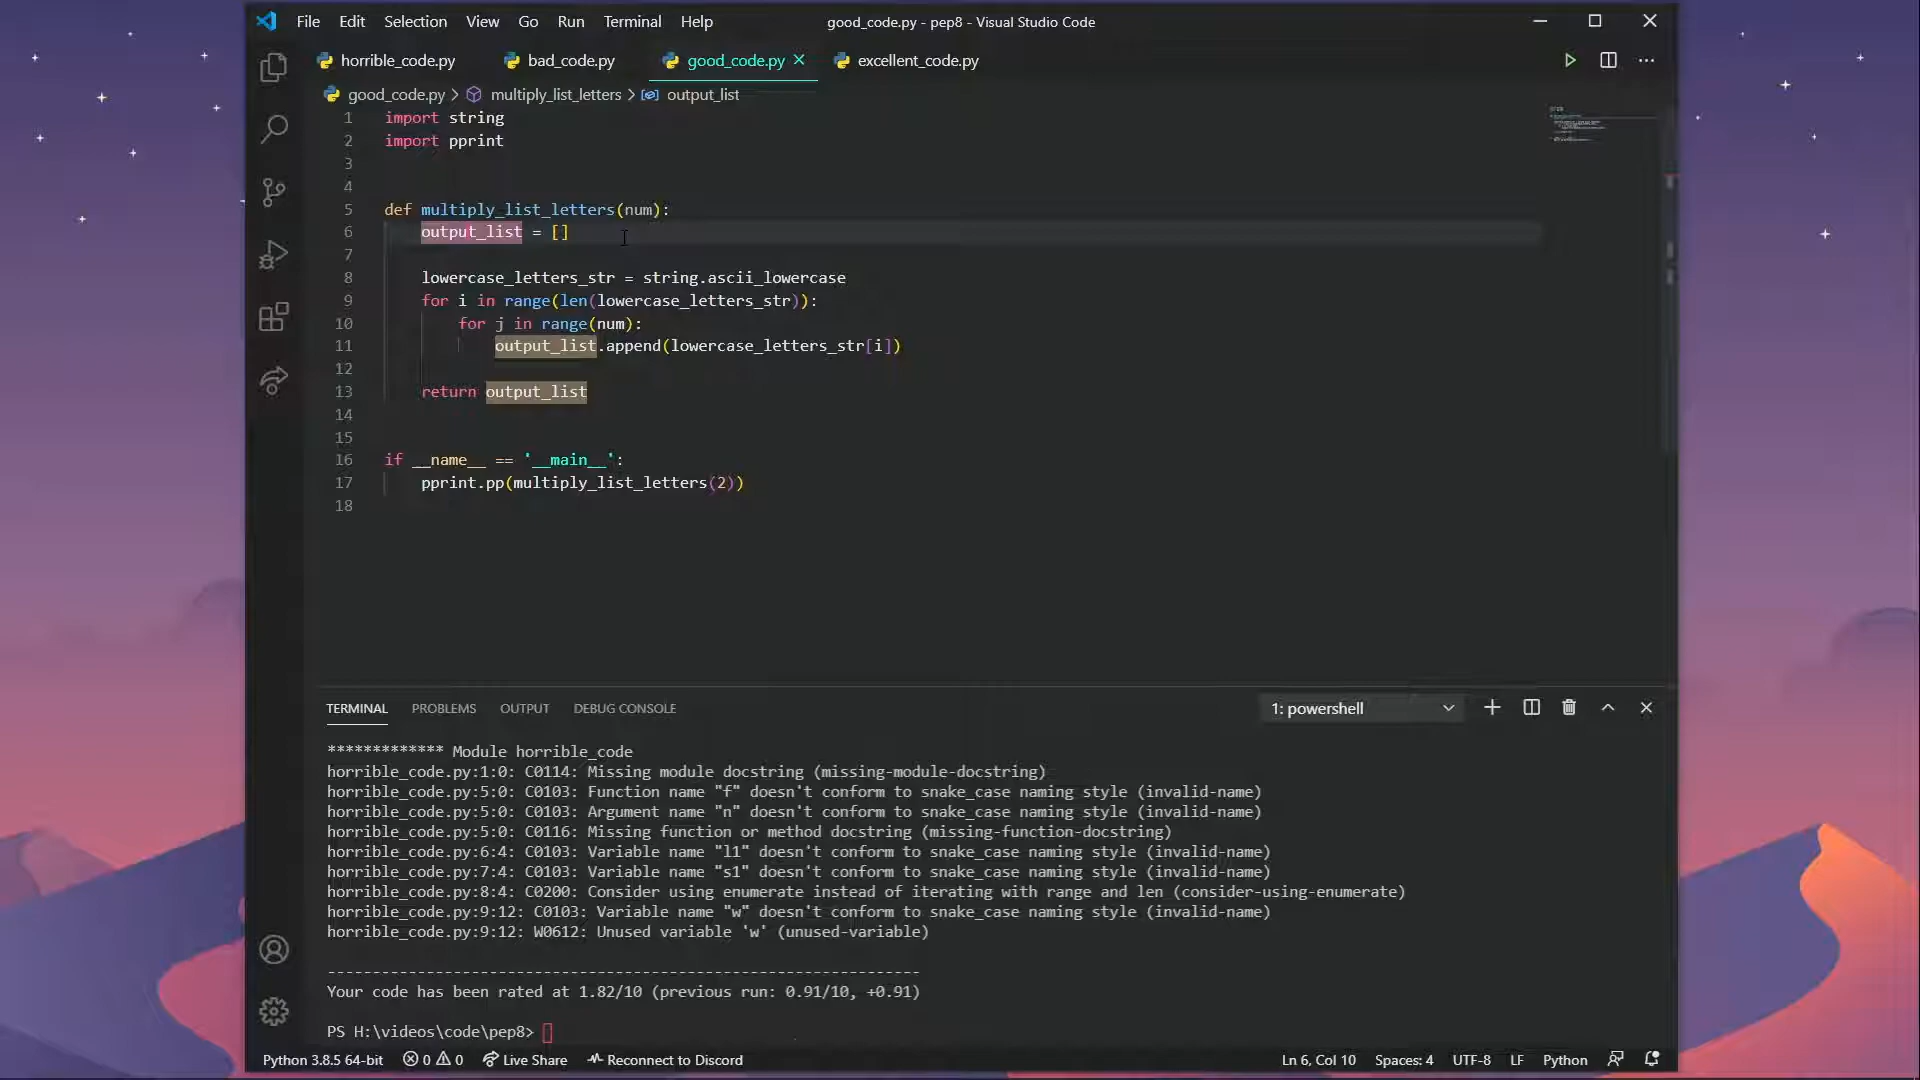 File Edit Selection View Go Run Terminal Help good_code.py - pep8 - Visual Studio Code
horrible_code.py bad_code.py good_code.py excellent_code.py
good_code.py > multiply_list_letters > output_list
1 import string
2 import pprint
3
4
5 def multiply_list_letters(num):
6 output_list = []
7
8 lowercase_letters_str = string.ascii_lowercase
9 for i in range(len(lowercase_letters_str)):
10 for j in range(num):
11 output_list.append(lowercase_letters_str[i])
12
13 return output_list
14
15
16 if __name__ == '__main__':
17 pprint.pp(multiply_list_letters(2))
18
TERMINAL PROBLEMS OUTPUT DEBUG CONSOLE 1: powershell
************* Module horrible_code
horrible_code.py:1:0: C0114: Missing module docstring (missing-module-docstring)
horrible_code.py:5:0: C0103: Function name "f" doesn't conform to snake_case naming style (invalid-name)
horrible_code.py:5:0: C0103: Argument name "n" doesn't conform to snake_case naming style (invalid-name)
horrible_code.py:5:0: C0116: Missing function or method docstring (missing-function-docstring)
horrible_code.py:6:4: C0103: Variable name "l1" doesn't conform to snake_case naming style (invalid-name)
horrible_code.py:7:4: C0103: Variable name "s1" doesn't conform to snake_case naming style (invalid-name)
horrible_code.py:8:4: C0200: Consider using enumerate instead of iterating with range and len (consider-using-enumerate)
horrible_code.py:9:12: C0103: Variable name "w" doesn't conform to snake_case naming style (invalid-name)
horrible_code.py:9:12: W0612: Unused variable 'w' (unused-variable)
------------------------------------------------------------------
Your code has been rated at 1.82/10 (previous run: 0.91/10, +0.91)
PS H:\videos\code\pep8>
Python 3.8.5 64-bit 0 0 Live Share Reconnect to Discord Ln 6, Col 10 Spaces: 4 UTF-8 LF Python